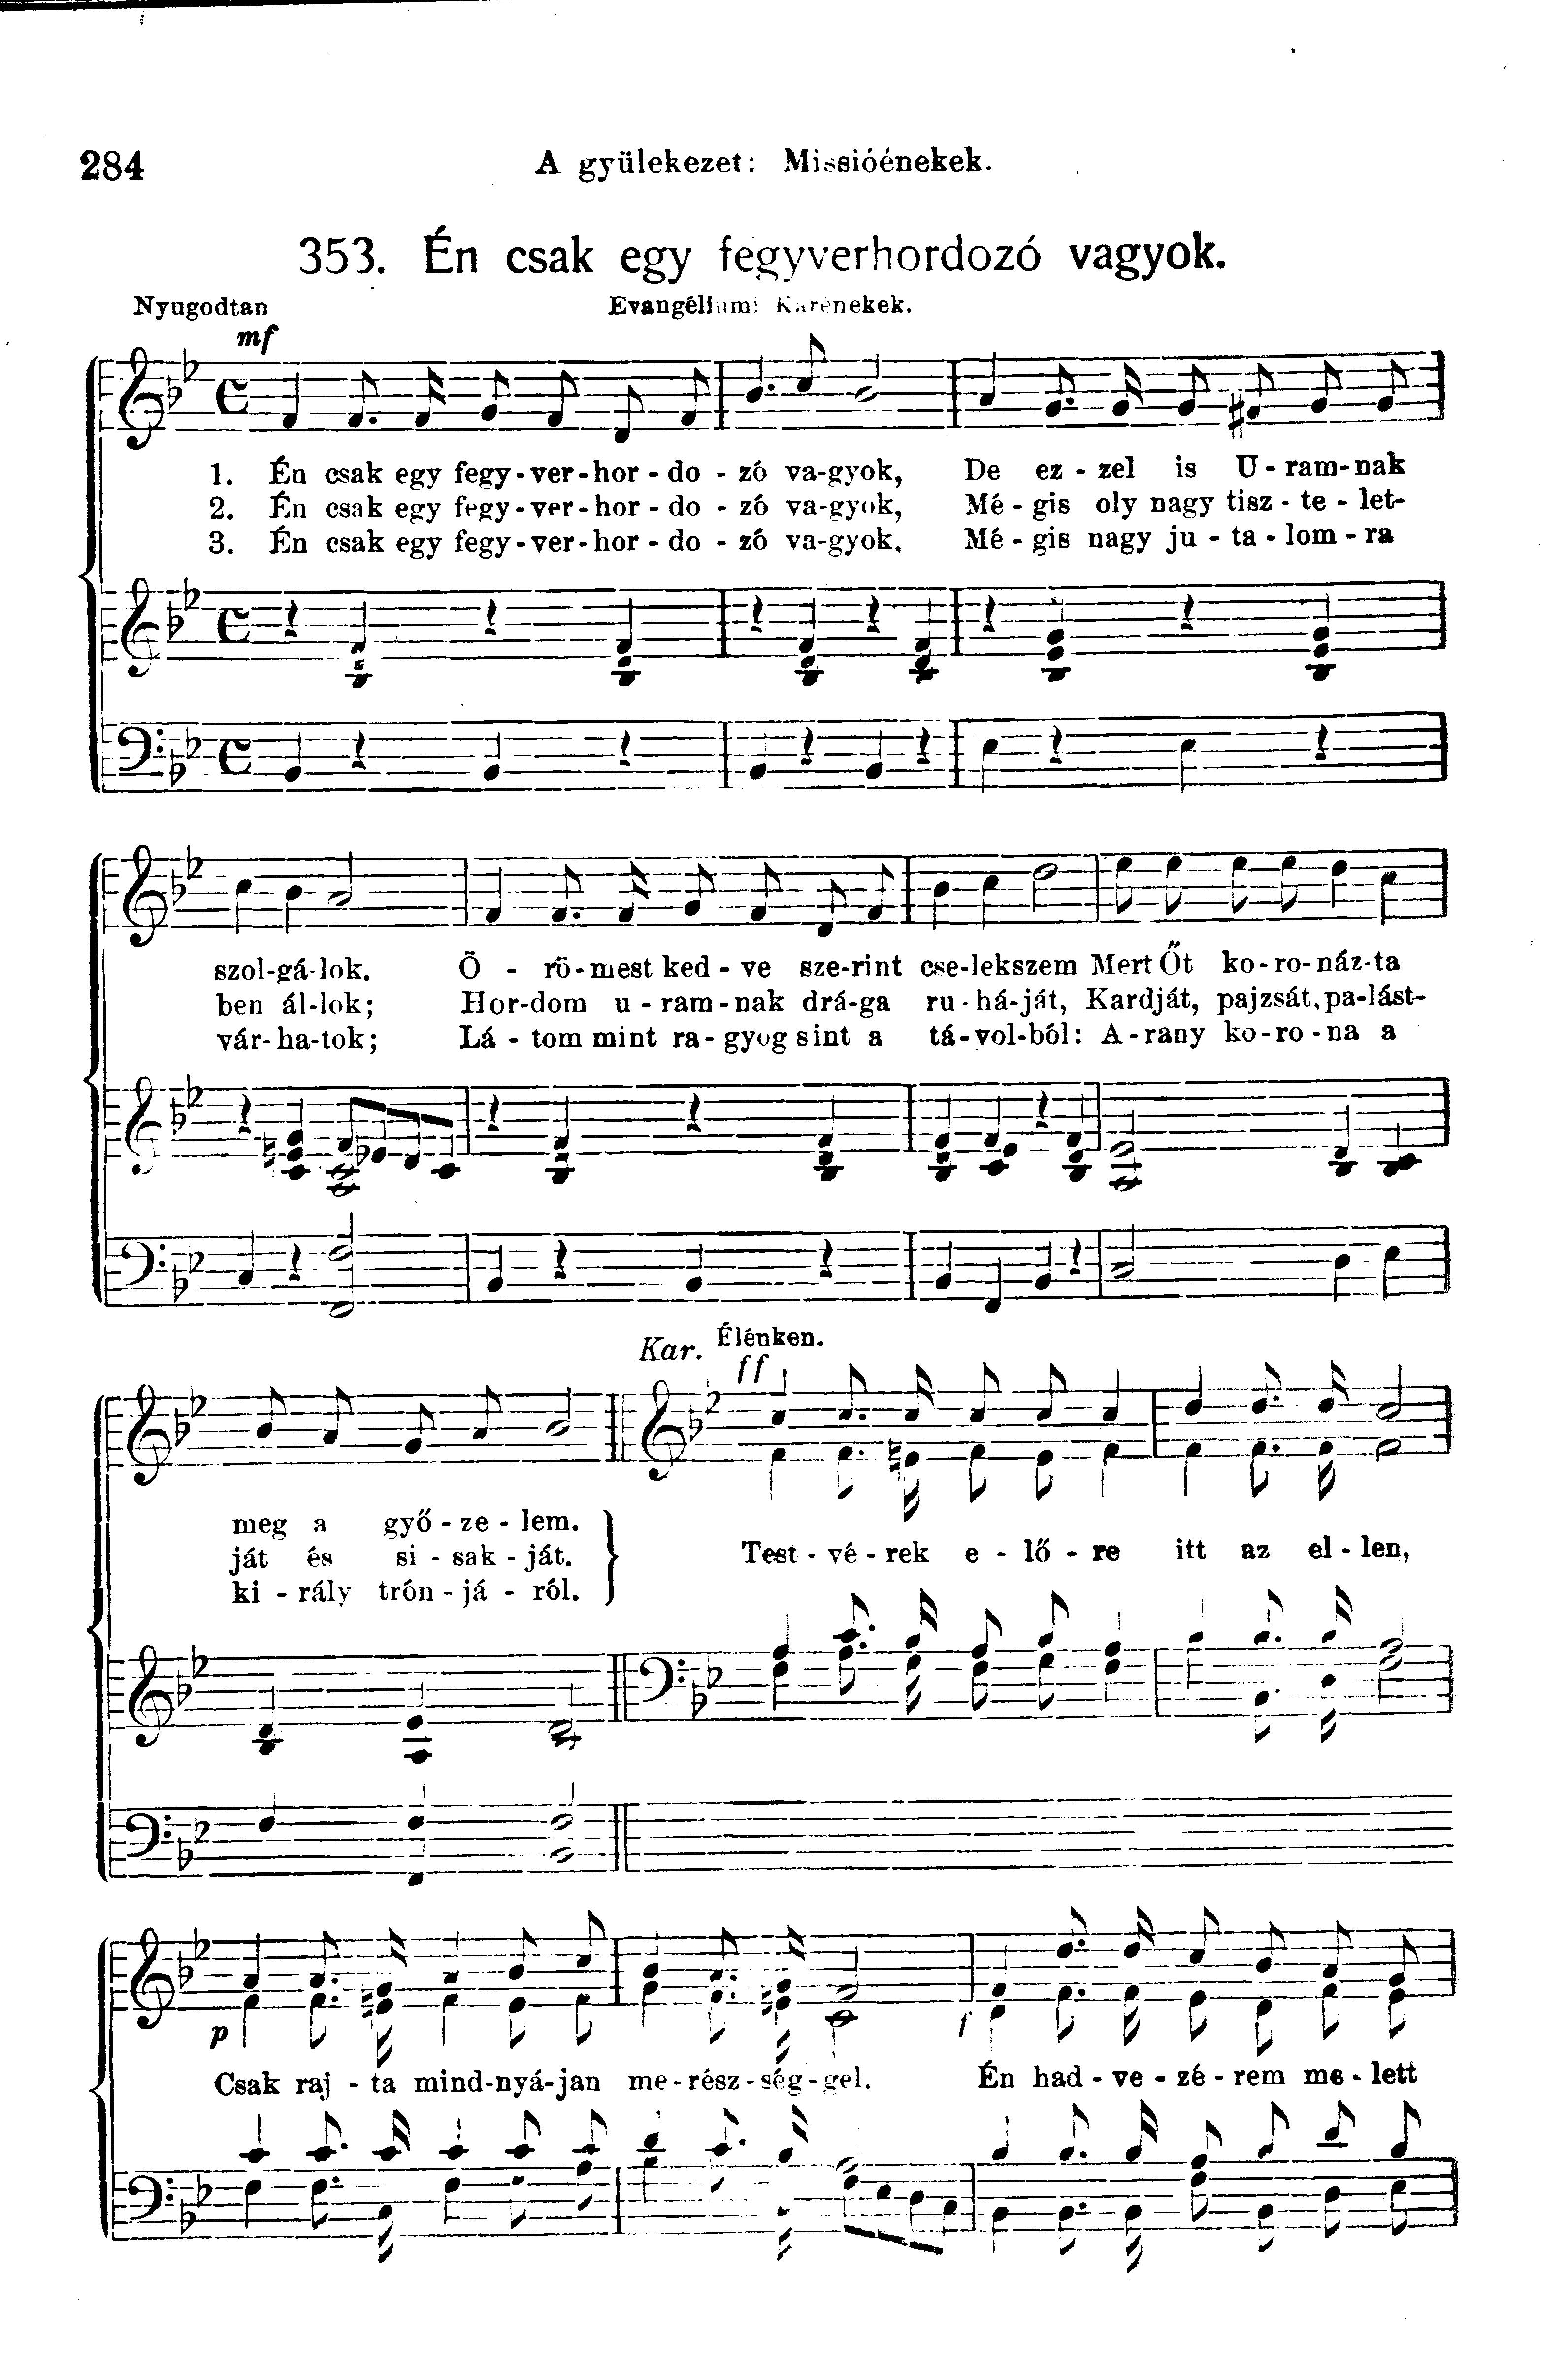 284
A gyülekezet: Missióénekek.
353. Én csak egy fegyverhordozó vagyok.
Nyugodtan
Evangéliumi Karénekek.
mf
1. Én csak egy fegy-ver-hor-do-zó va-gyok, De ez-zel is U-ram-nak
2. Én csak egy fegy-ver-hor-do-zó va-gyok, Mé-gis oly nagy tisz-te-let-
3. Én csak egy fegy-ver-hor-do-zó va-gyok, Mé-gis nagy ju-ta-lom-ra
szol-gá-lok. Ö-rö-mest ked-ve sze-rint cse-lekszem Mert Őt ko-ro-náz-ta
ben ál-lok; Hor-dom u-ram-nak drá-ga ru-há-ját, Kardját, pajzsát, pa-lást-
vár-ha-tok; Lá-tom mint ra-gyog sint a tá-vol-ból: A-rany ko-ro-na a
Kar. Élénken.
ff
meg a győ-ze-lem.
ját és si-sak-ját.
ki-rály trón-já-ról.
Test-vé-rek e-lő-re itt az el-len,
p
f
Csak raj-ta mind-nyá-jan me-rész-ség-gel. Én had-ve-zé-rem me-lett